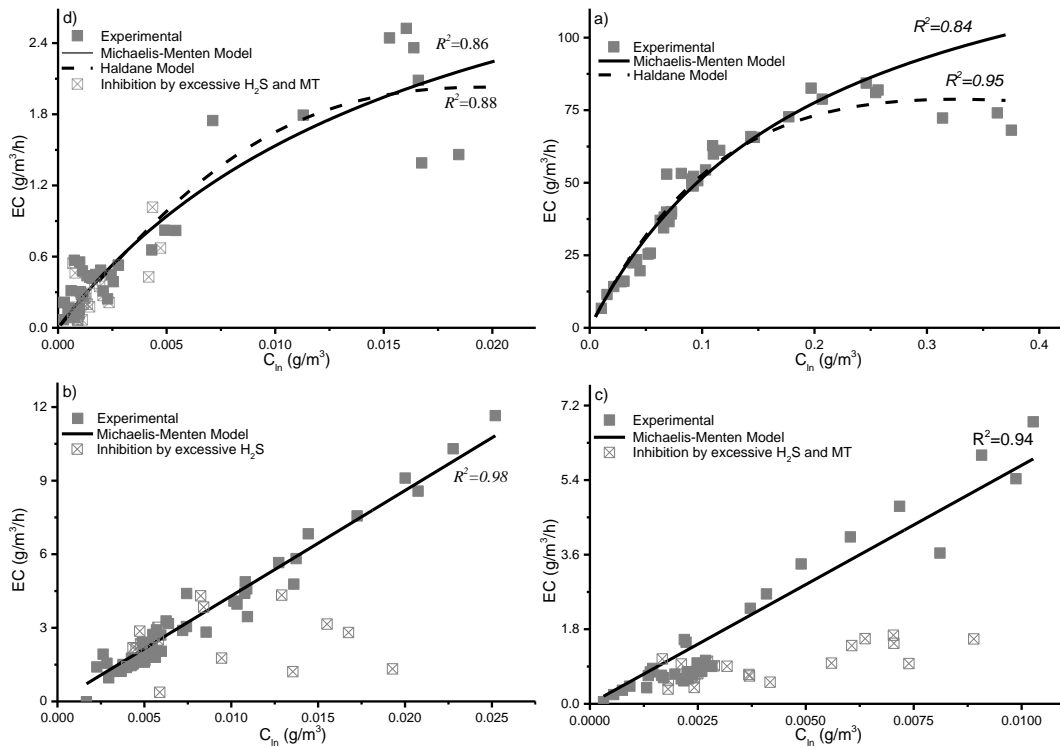 d)
Experimental
Michaelis-Menten Model
Haldane Model
Inhibition by excessive H₂S and MT
R²=0.86
R²=0.88
2.4
1.8
1.2
0.6
0.0
EC (g/m³/h)
0.000 0.005 0.010 0.015 0.020
C_In (g/m³)
a)
Experimental
Michaelis-Menten Model
Haldane Model
R²=0.84
R²=0.95
100
75
50
25
0
EC (g/m³/h)
0.0 0.1 0.2 0.3 0.4
C_In (g/m³)
b)
Experimental
Michaelis-Menten Model
Inhibition by excessive H₂S
R²=0.98
12
9
6
3
0
EC (g/m³/h)
0.000 0.005 0.010 0.015 0.020 0.025
C_In (g/m³)
c)
Experimental
Michaelis-Menten Model
Inhibition by excessive H₂S and MT
R²=0.94
7.2
5.4
3.6
1.8
0.0
EC (g/m³/h)
0.0000 0.0025 0.0050 0.0075 0.0100
C_In (g/m³)